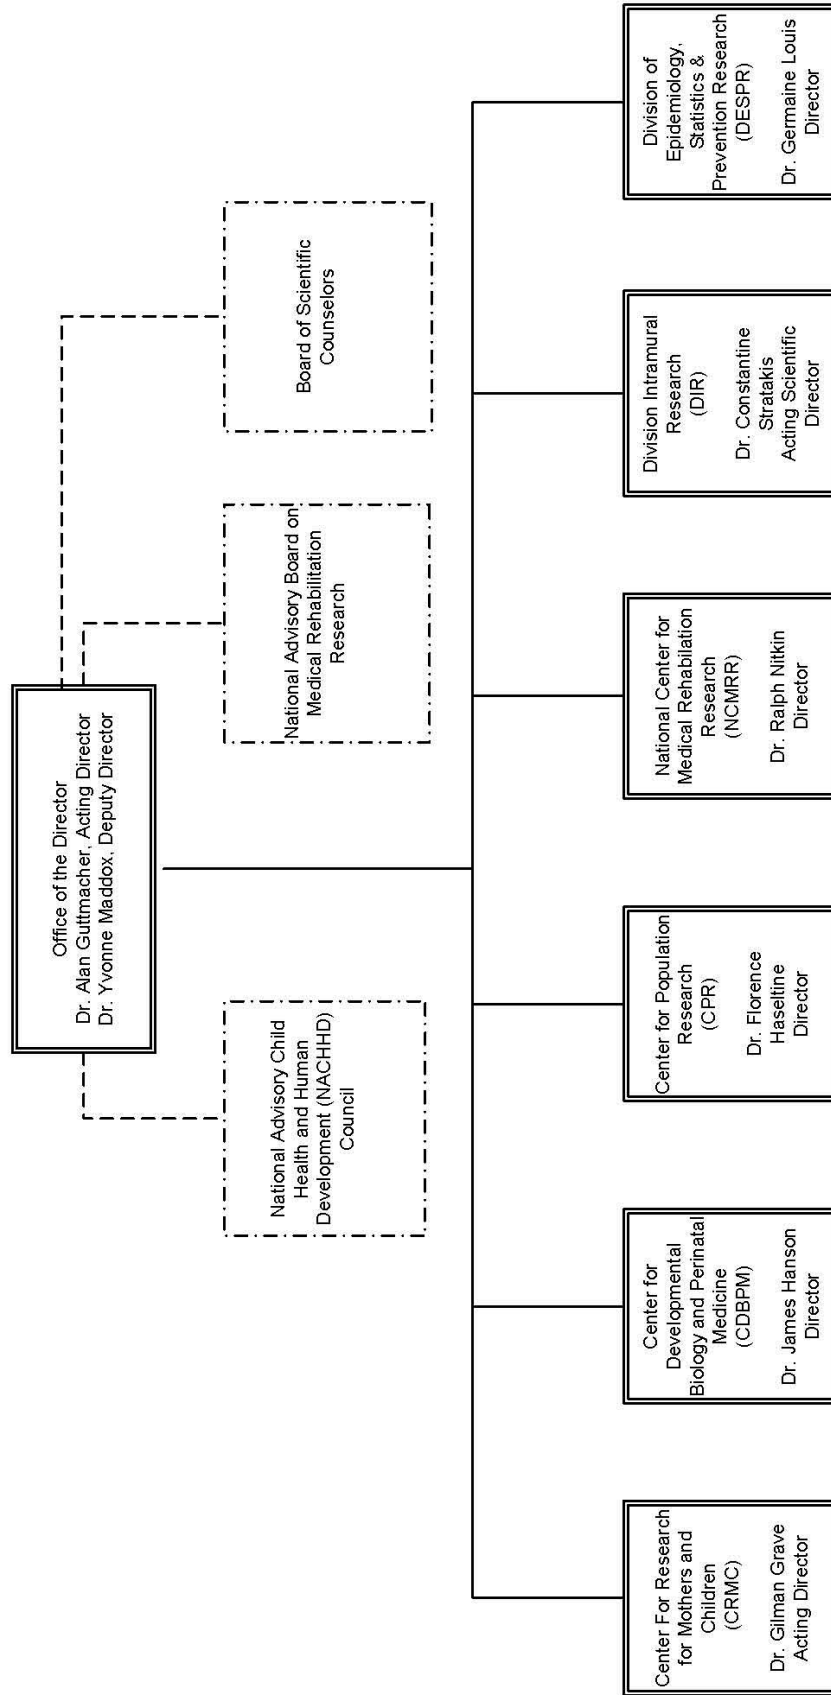 Office of the Director
Dr. Alan Guttmacher, Acting Director
Dr. Yvonne Maddox, Deputy Director
National Advisory Child
Health and Human
Development (NACHHD)
Council
National Advisory Board on
Medical Rehabilitation
Research
Board of Scientific
Counselors
Center For Research
for Mothers and
Children
(CRMC)
Dr. Gilman Grave
Acting Director
Center for
Developmental
Biology and Perinatal
Medicine
(CDBPM)
Dr. James Hanson
Director
Center for Population
Research
(CPR)
Dr. Florence
Haseltine
Director
National Center for
Medical Rehabilation
Research
(NCMRR)
Dr. Ralph Nitkin
Director
Division Intramural
Research
(DIR)
Dr. Constantine
Stratakis
Acting Scientific
Director
Division of
Epidemiology,
Statistics &
Prevention Research
(DESPR)
Dr. Germaine Louis
Director